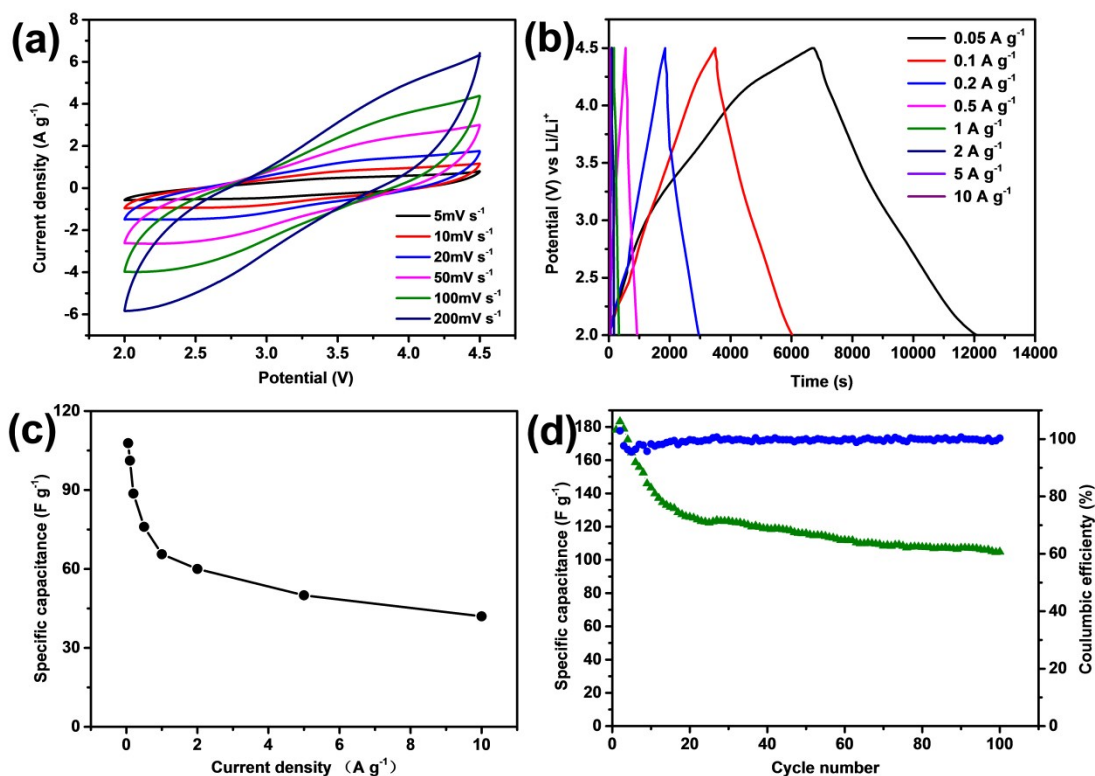 (a)
6
4
2
0
-2
-4
-6
Current density (A g-1)
2.0 2.5 3.0 3.5 4.0 4.5
Potential (V)
5mV s-1
10mV s-1
20mV s-1
50mV s-1
100mV s-1
200mV s-1
(b)
4.5
4.0
3.5
3.0
2.5
2.0
Potential (V) vs Li/Li+
0 2000 4000 6000 8000 10000 12000 14000
Time (s)
0.05 A g-1
0.1 A g-1
0.2 A g-1
0.5 A g-1
1 A g-1
2 A g-1
5 A g-1
10 A g-1
(c)
120
90
60
30
0
Specific capacitance (F g-1)
0 2 4 6 8 10
Current density （A g-1)
(d)
180
160
140
120
100
80
60
40
20
0
Specific capacitance (F g-1)
0 20 40 60 80 100
Cycle number
100
80
60
40
20
0
Coulumbic efficienty (%)